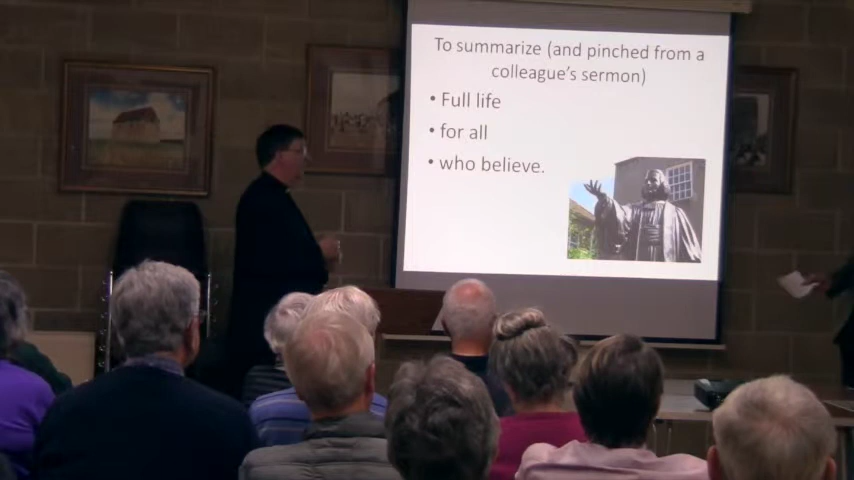 To summarize (and pinched from a
colleague's sermon)
• Full life
• for all
• who believe.